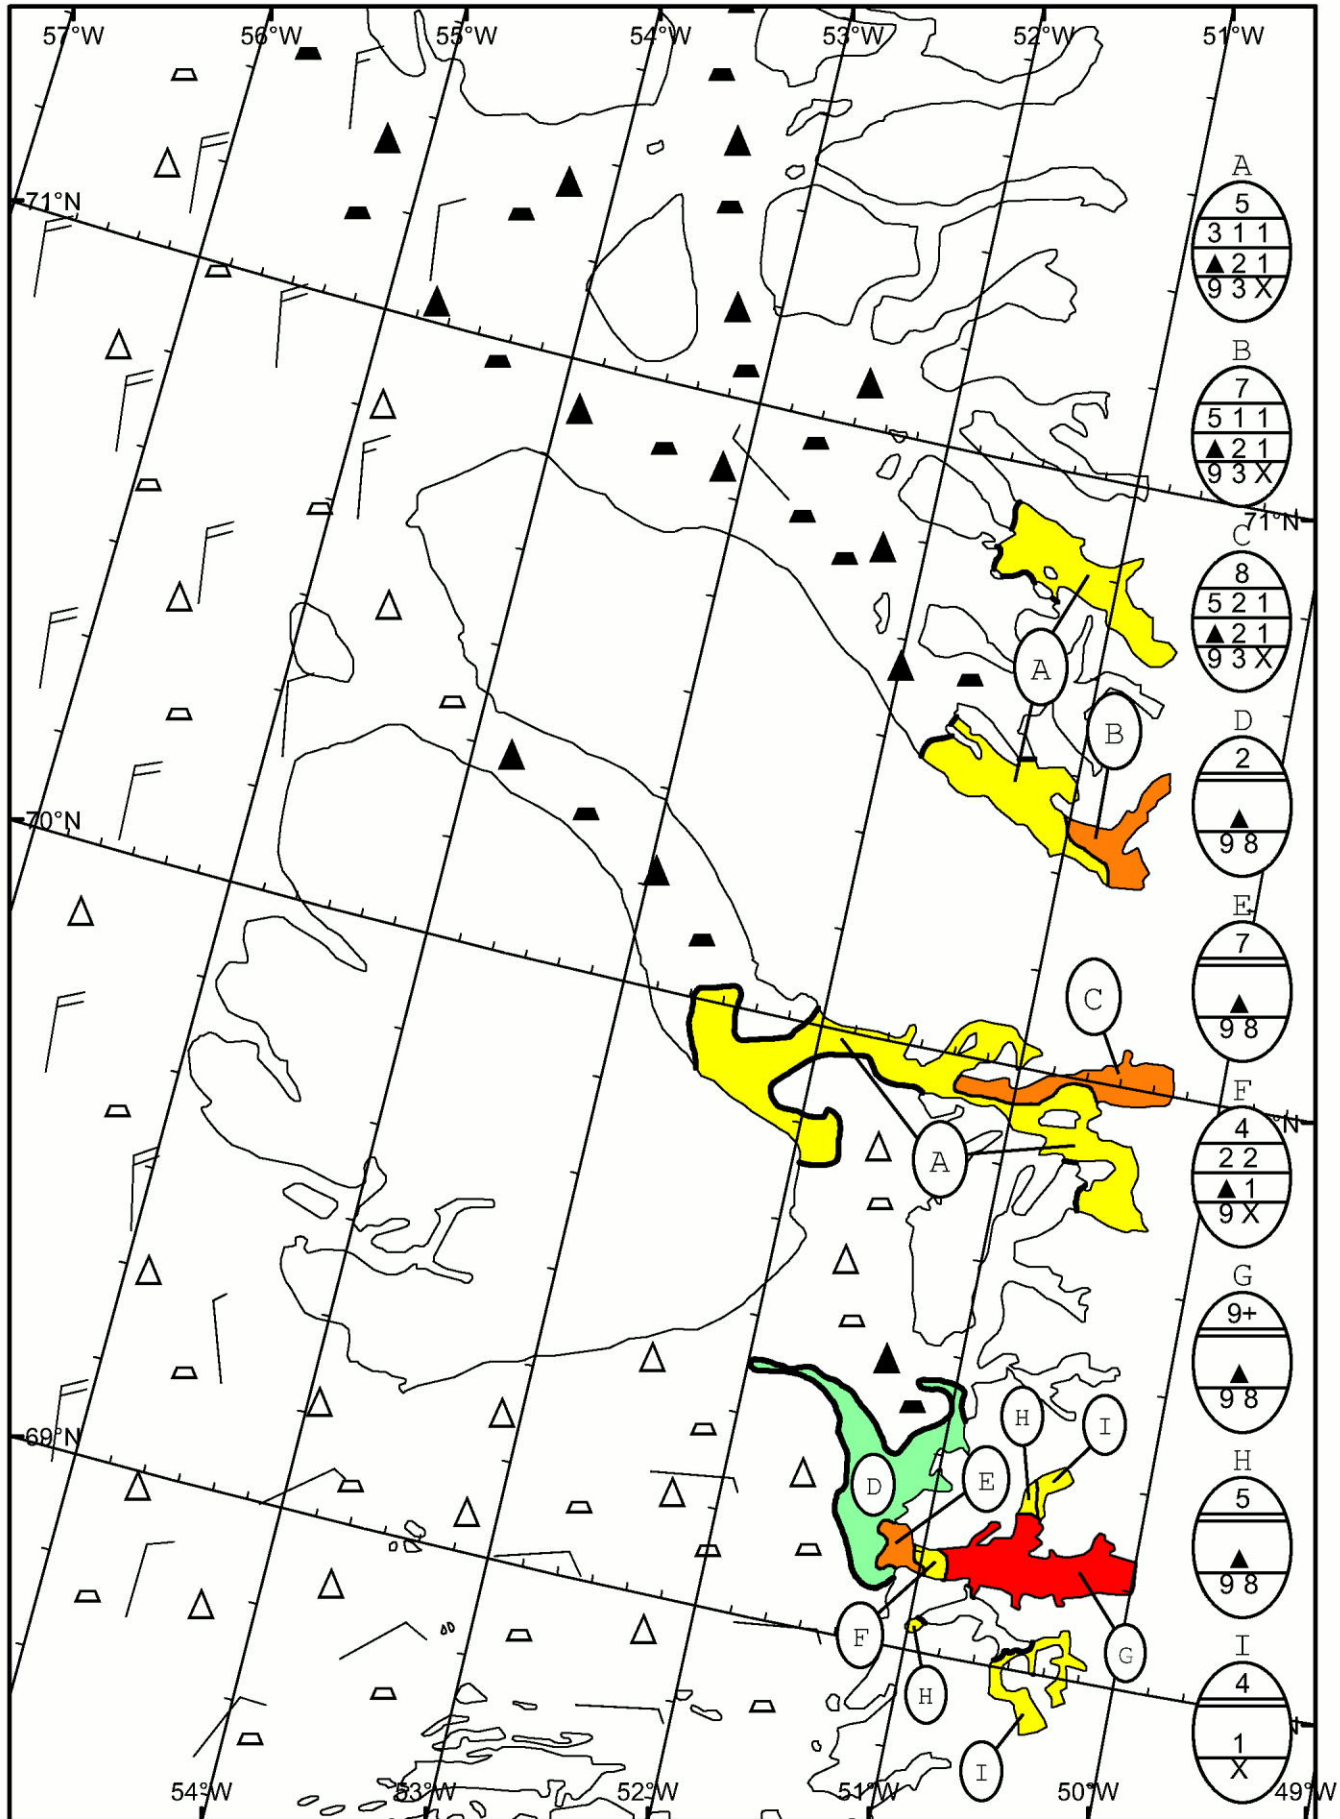 57°W 56°W 55°W 54°W 53°W 52°W 51°W
A
5
3 1 1
▲ 2 1
9 3 X
71°N
B
7
5 1 1
▲ 2 1
9 3 X
71°N
C
8
5 2 1
▲ 2 1
9 3 X
A
B
D
2
▲
9 8
70°N
E
7
▲
9 8
C
F
4
2 2
▲ 1
9 X
°N
A
G
9+
▲
9 8
H
I
69°N
D
E
H
5
▲
9 8
F
G
H
I
4
1
X
I
54°W 53°W 52°W 51°W 50°W 49°W